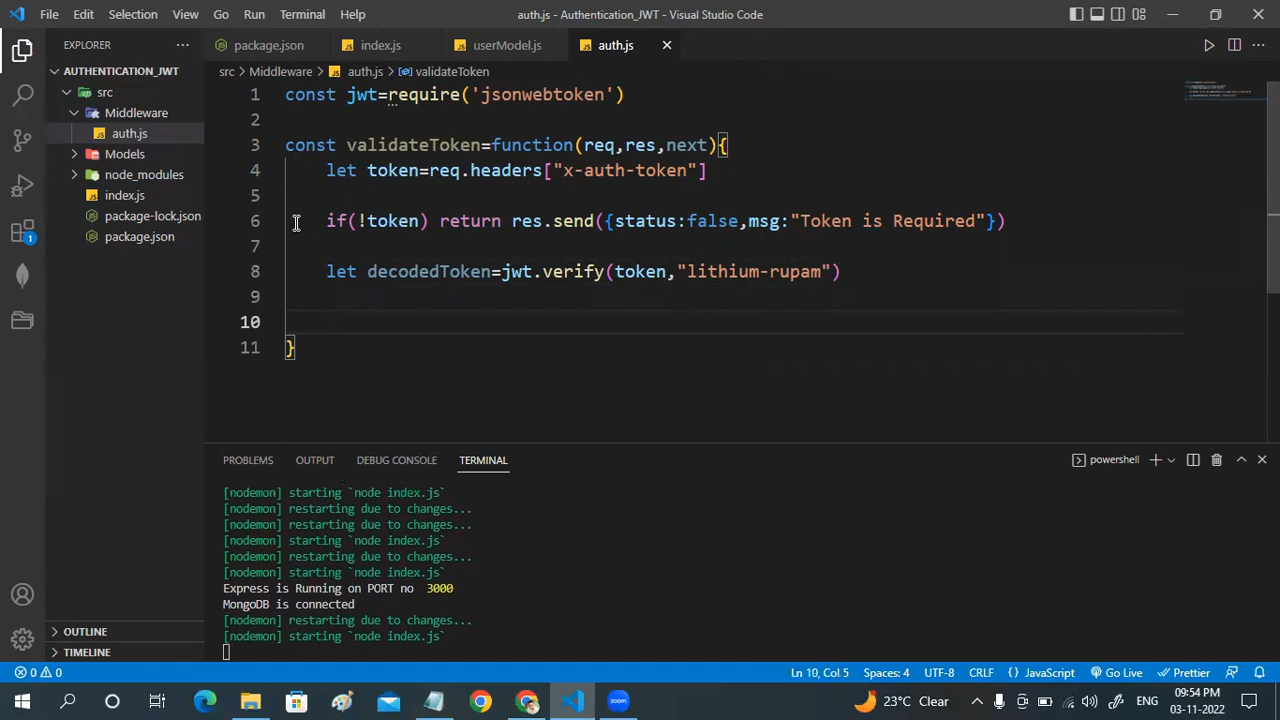 File Edit Selection View Go Run Terminal Help auth.js - Authentication_JWT - Visual Studio Code
EXPLORER
package.json index.js userModel.js auth.js
AUTHENTICATION_JWT
src > Middleware > auth.js > validateToken
src
Middleware
auth.js
Models
node_modules
index.js
package-lock.json
package.json
1 const jwt=require('jsonwebtoken')
2
3 const validateToken=function(req,res,next){
4 let token=req.headers["x-auth-token"]
5
6 if(!token) return res.send({status:false,msg:"Token is Required"})
7
8 let decodedToken=jwt.verify(token,"lithium-rupam")
9
10
11 }
PROBLEMS OUTPUT DEBUG CONSOLE TERMINAL powershell
[nodemon] starting `node index.js`
[nodemon] restarting due to changes...
[nodemon] restarting due to changes...
[nodemon] starting `node index.js`
[nodemon] restarting due to changes...
[nodemon] starting `node index.js`
Express is Running on PORT no 3000
MongoDB is connected
[nodemon] restarting due to changes...
[nodemon] starting `node index.js`
OUTLINE
TIMELINE
1
0 0 Ln 10, Col 5 Spaces: 4 UTF-8 CRLF {} JavaScript Go Live Prettier
zoom
23°C Clear ENG 09:54 PM
03-11-2022